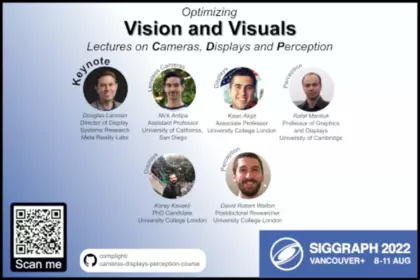 Optimizing
Vision and Visuals
Lectures on Cameras, Displays and Perception
Keynote
Cameras
Displays
Perception
Douglas Lanman
Director of Display
Systems Research
Meta Reality Labs
Nick Antipa
Assistant Professor
University of California,
San Diego
Kaan Akşit
Associate Professor
University College London
Rafał Mantiuk
Professor of Graphics
and Displays
University of Cambridge
Perception
Koray Kavaklı
PhD Candidate
University College London
David Robert Walton
Postdoctoral Researcher
University College London
Scan me
complight/
cameras-displays-perception-course
SIGGRAPH 2022
VANCOUVER+ 8-11 AUG